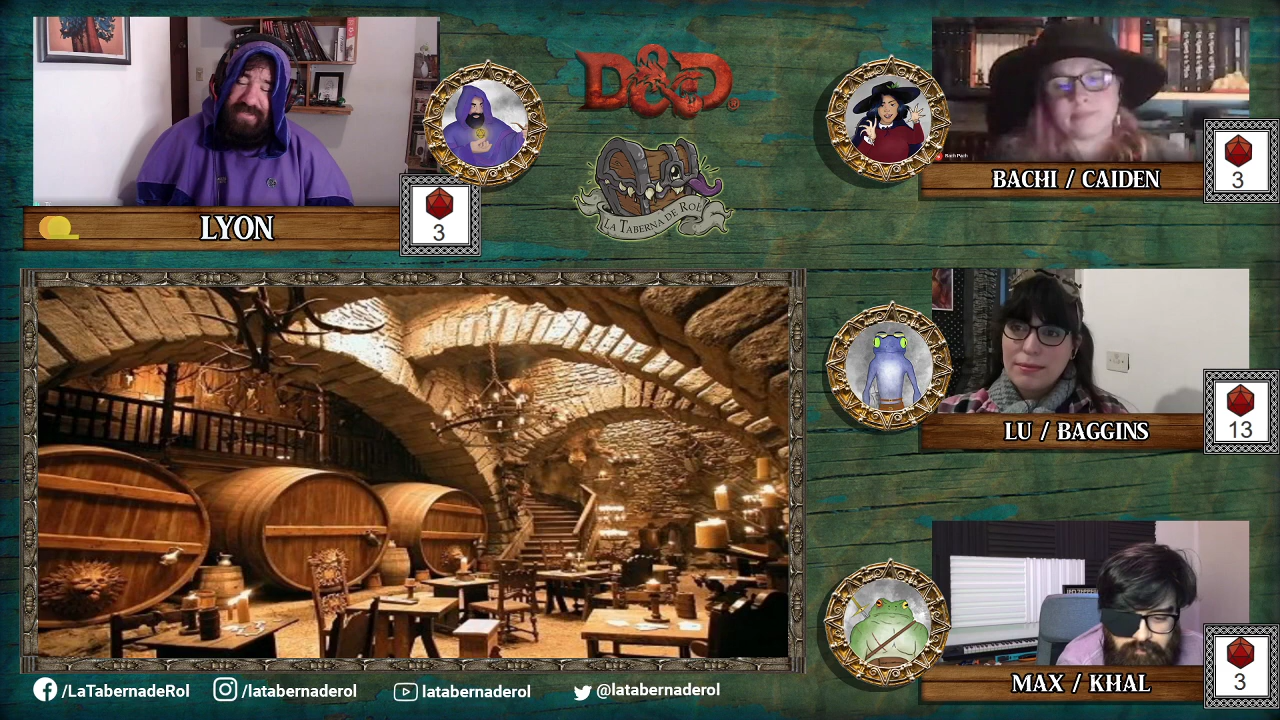 D&D
LA TABERNA DE ROL
LYON
3
BACHI / CAIDEN
3
LU / BAGGINS
13
MAX / KHAL
3
/LaTabernadeRol
/latabernaderol
latabernaderol
@latabernaderol